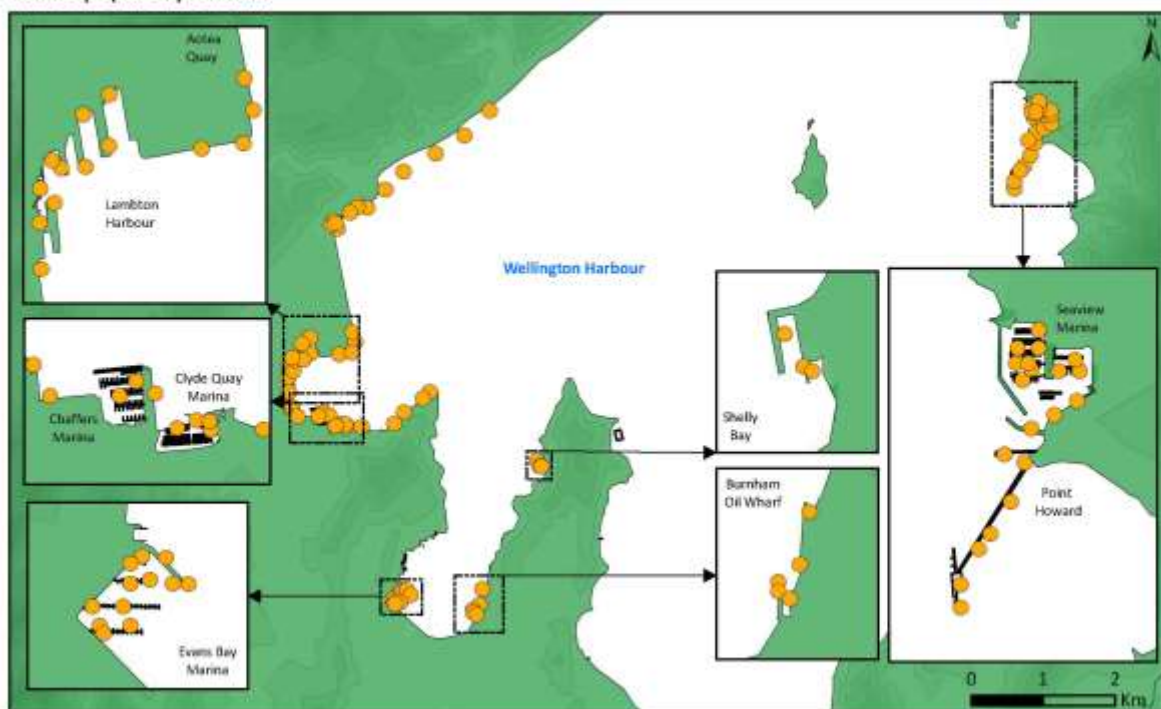 Aotea
Quay
N
Lambton
Harbour
Wellington Harbour
Clyde Quay
Marina
Chaffers
Marina
Shelly
Bay
Seaview
Marina
Burnham
Oil Wharf
Point
Howard
Evans Bay
Marina
0 1 2
Km